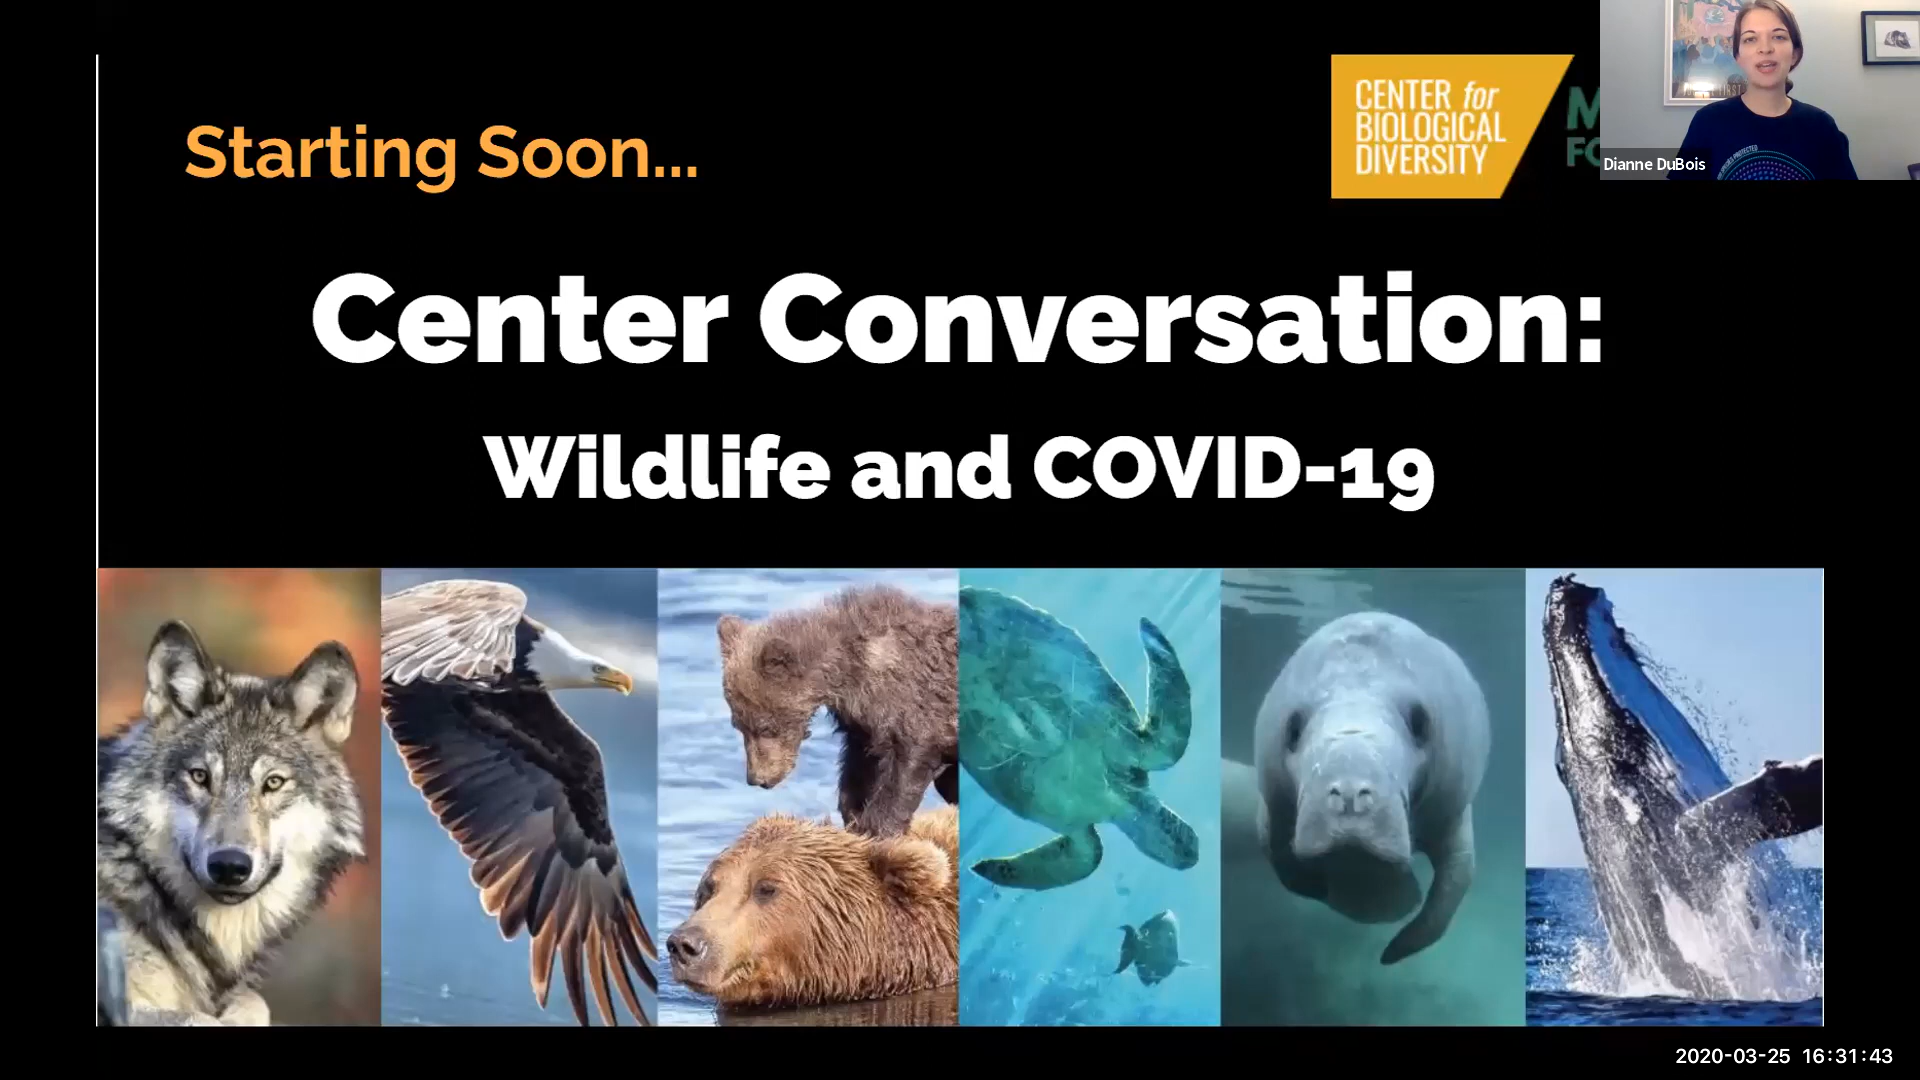 Starting Soon...
CENTER for
BIOLOGICAL
DIVERSITY
Dianne DuBois
Center Conversation:
Wildlife and COVID-19
2020-03-25 16:31:43